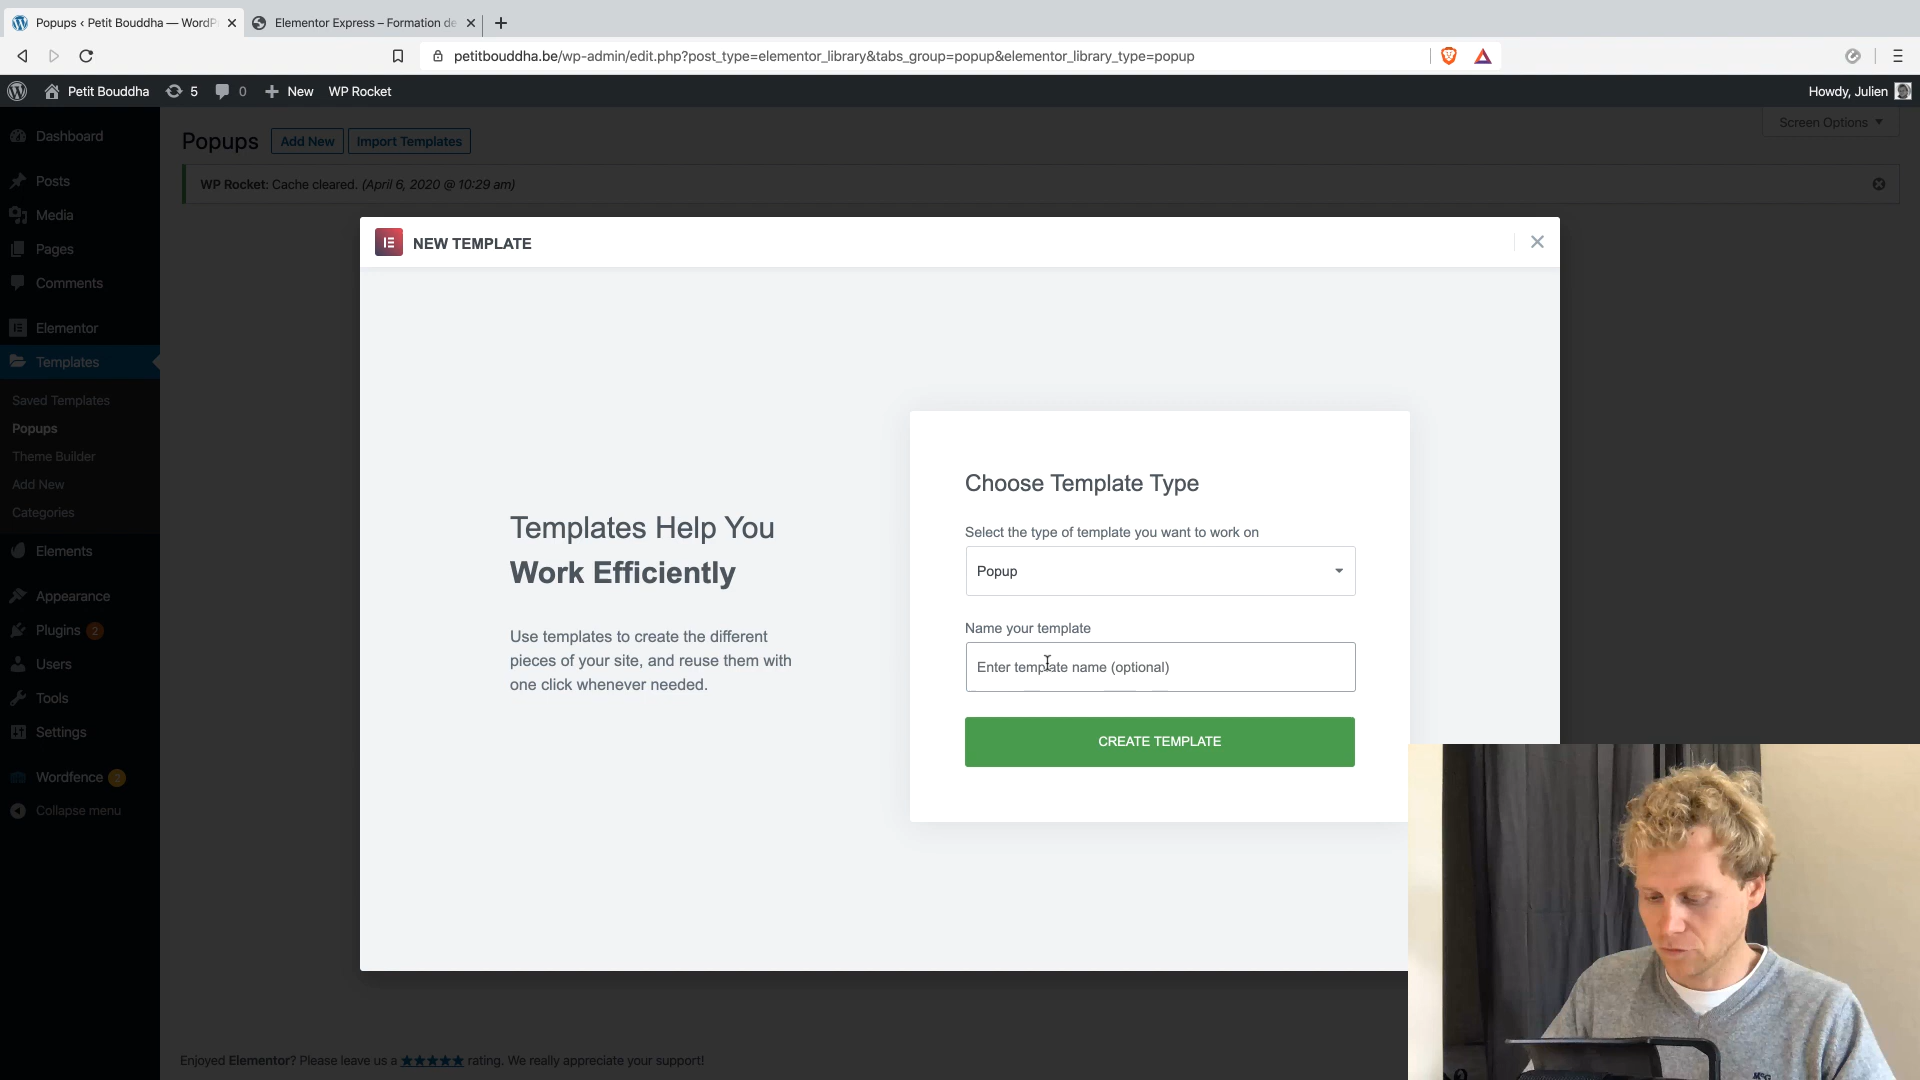 Popups < Petit Bouddha — WordP
Elementor Express – Formation de
petitbouddha.be/wp-admin/edit.php?post_type=elementor_library&tabs_group=popup&elementor_library_type=popup
Petit Bouddha
5
0
New
WP Rocket
Howdy, Julien
Dashboard
Posts
Media
Pages
Comments
Elementor
Templates
Saved Templates
Popups
Theme Builder
Add New
Categories
Elements
Appearance
Plugins 2
Users
Tools
Settings
Wordfence 2
Collapse menu
Popups
Add New
Import Templates
Screen Options
WP Rocket: Cache cleared. (April 6, 2020 @ 10:29 am)
NEW TEMPLATE
Templates Help You
Work Efficiently
Use templates to create the different
pieces of your site, and reuse them with
one click whenever needed.
Choose Template Type
Select the type of template you want to work on
Popup
Name your template
Enter template name (optional)
CREATE TEMPLATE
Enjoyed Elementor? Please leave us a ★★★★★ rating. We really appreciate your support!